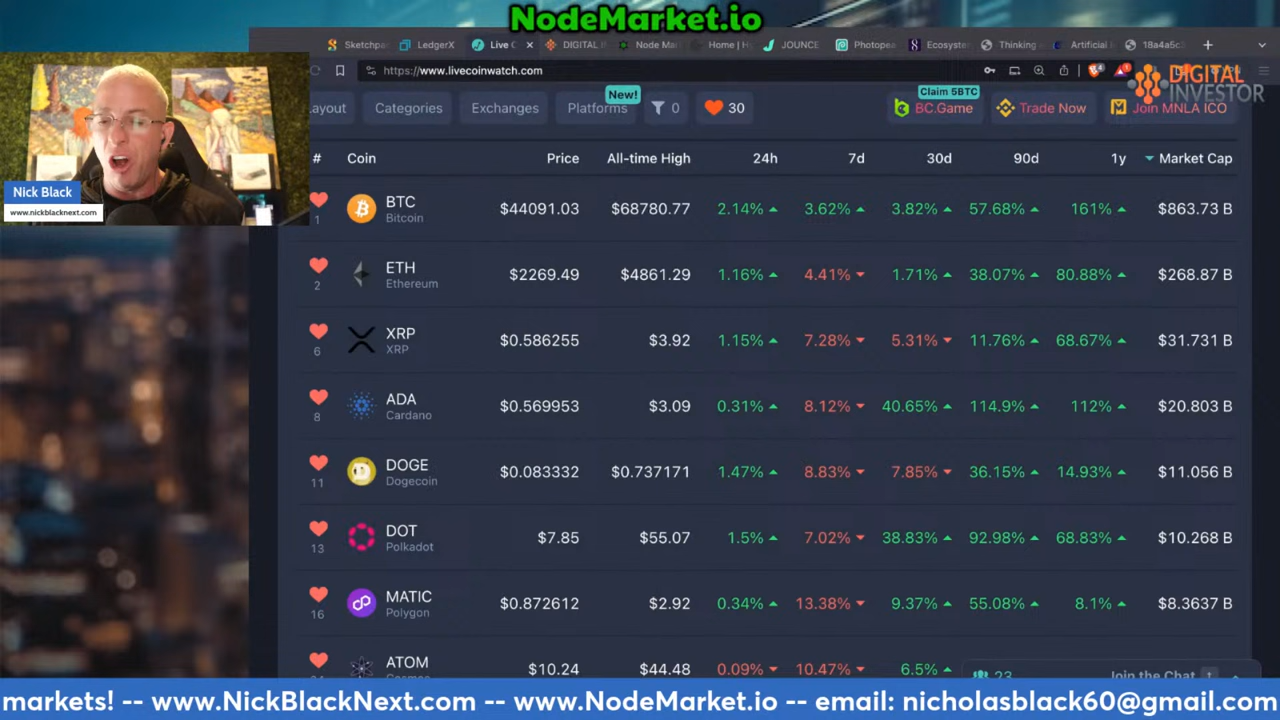 NodeMarket.io
Sketchpa
LedgerX
Live C
DIGITAL I
Node Mar
Home | H
JOUNCE
Photopea
Ecosyste
Thinking
Artificial
18a4a5c3
https://www.livecoinwatch.com
DIGITAL
INVESTOR
ayout
Categories
Exchanges
Platforms
New!
0
30
Claim 5BTC
BC.Game
Trade Now
Join MNLA ICO
# Coin Price All-time High 24h 7d 30d 90d 1y Market Cap
1 BTC Bitcoin $44091.03 $68780.77 2.14% 3.62% 3.82% 57.68% 161% $863.73 B
2 ETH Ethereum $2269.49 $4861.29 1.16% 4.41% 1.71% 38.07% 80.88% $268.87 B
6 XRP XRP $0.586255 $3.92 1.15% 7.28% 5.31% 11.76% 68.67% $31.731 B
8 ADA Cardano $0.569953 $3.09 0.31% 8.12% 40.65% 114.9% 112% $20.803 B
11 DOGE Dogecoin $0.083332 $0.737171 1.47% 8.83% 7.85% 36.15% 14.93% $11.056 B
13 DOT Polkadot $7.85 $55.07 1.5% 7.02% 38.83% 92.98% 68.83% $10.268 B
16 MATIC Polygon $0.872612 $2.92 0.34% 13.38% 9.37% 55.08% 8.1% $8.3637 B
ATOM $10.24 $44.48 0.09% 10.47% 6.5%
23 Join the Chat
Nick Black
www.nickblacknext.com
markets! -- www.NickBlackNext.com -- www.NodeMarket.io -- email: nicholasblack60@gmail.com